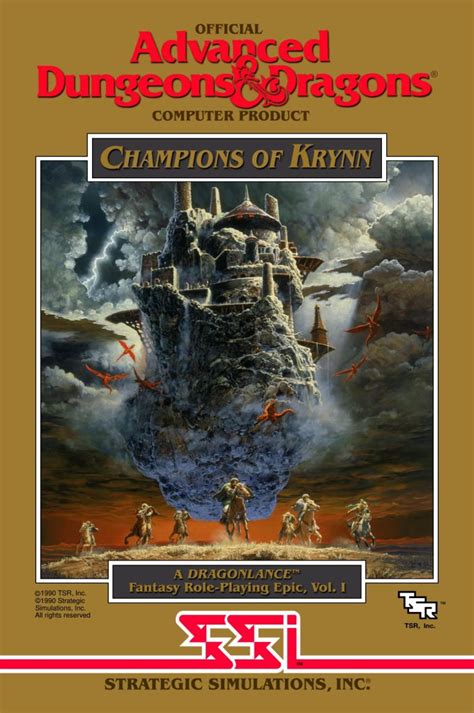 OFFICIAL
Advanced
Dungeons & Dragons®
COMPUTER PRODUCT
CHAMPIONS OF KRYNN
A DRAGONLANCE™
Fantasy Role-Playing Epic, Vol. I
©1990 TSR, Inc.
©1990 Strategic
Simulations, Inc.
All rights reserved
TSR
TSR, Inc.
SSI™
STRATEGIC SIMULATIONS, INC.®